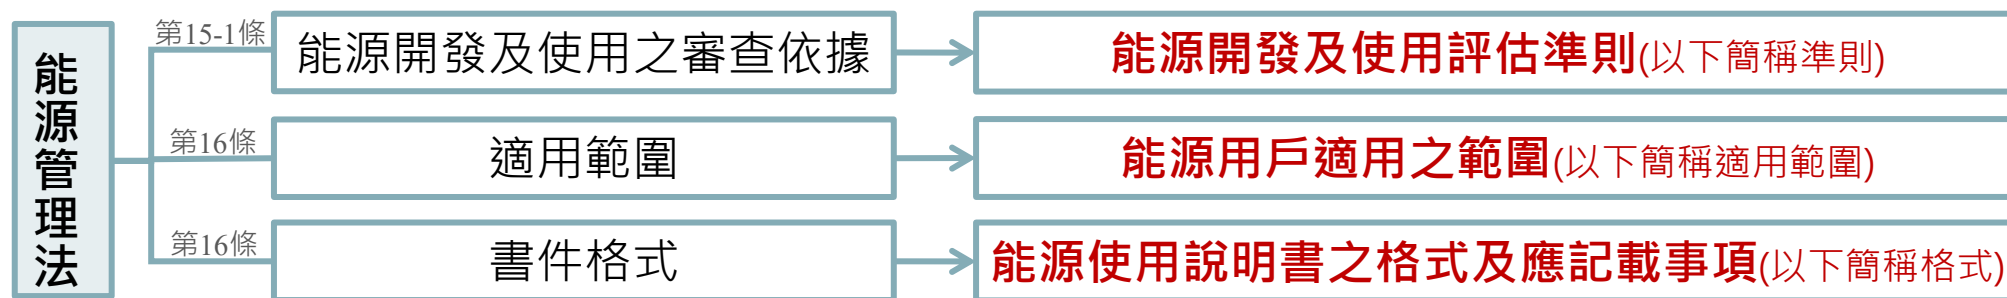 能源管理法
第15-1條
能源開發及使用之審查依據
能源開發及使用評估準則(以下簡稱準則)
第16條
適用範圍
能源用戶適用之範圍(以下簡稱適用範圍)
第16條
書件格式
能源使用說明書之格式及應記載事項(以下簡稱格式)